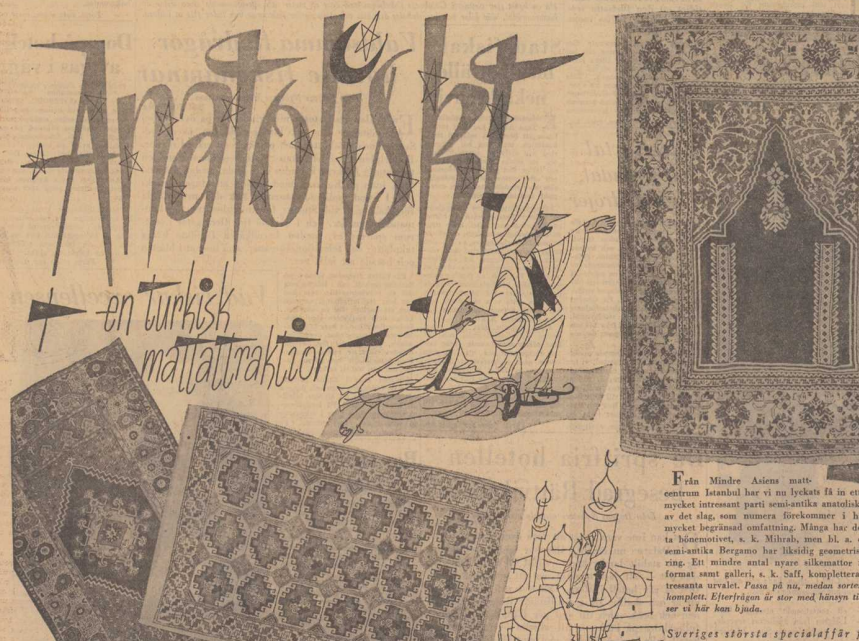 Anatoliskt
en turkisk
mattattraktion
Från Mindre Asiens matt-
centrum Istanbul har vi nu lyckats få in et
mycket intressant parti semi-antika anatolisk
av det slag, som numera förekommer i h
mycket begränsad omfattning. Många har de
ta bönemotivet, s. k. Mihrab, men bl. a.
semi-antika Bergamo har liksidig geometris
ring. Ett mindre antal nyare silkemattor
format samt galleri, s. k. Saff, kompletterar
tressanta urvalet. Passa på nu, medan sorte
komplett. Efterfrågan är stor med hänsyn ti
ser vi här kan bjuda.
Sveriges största specialaffär